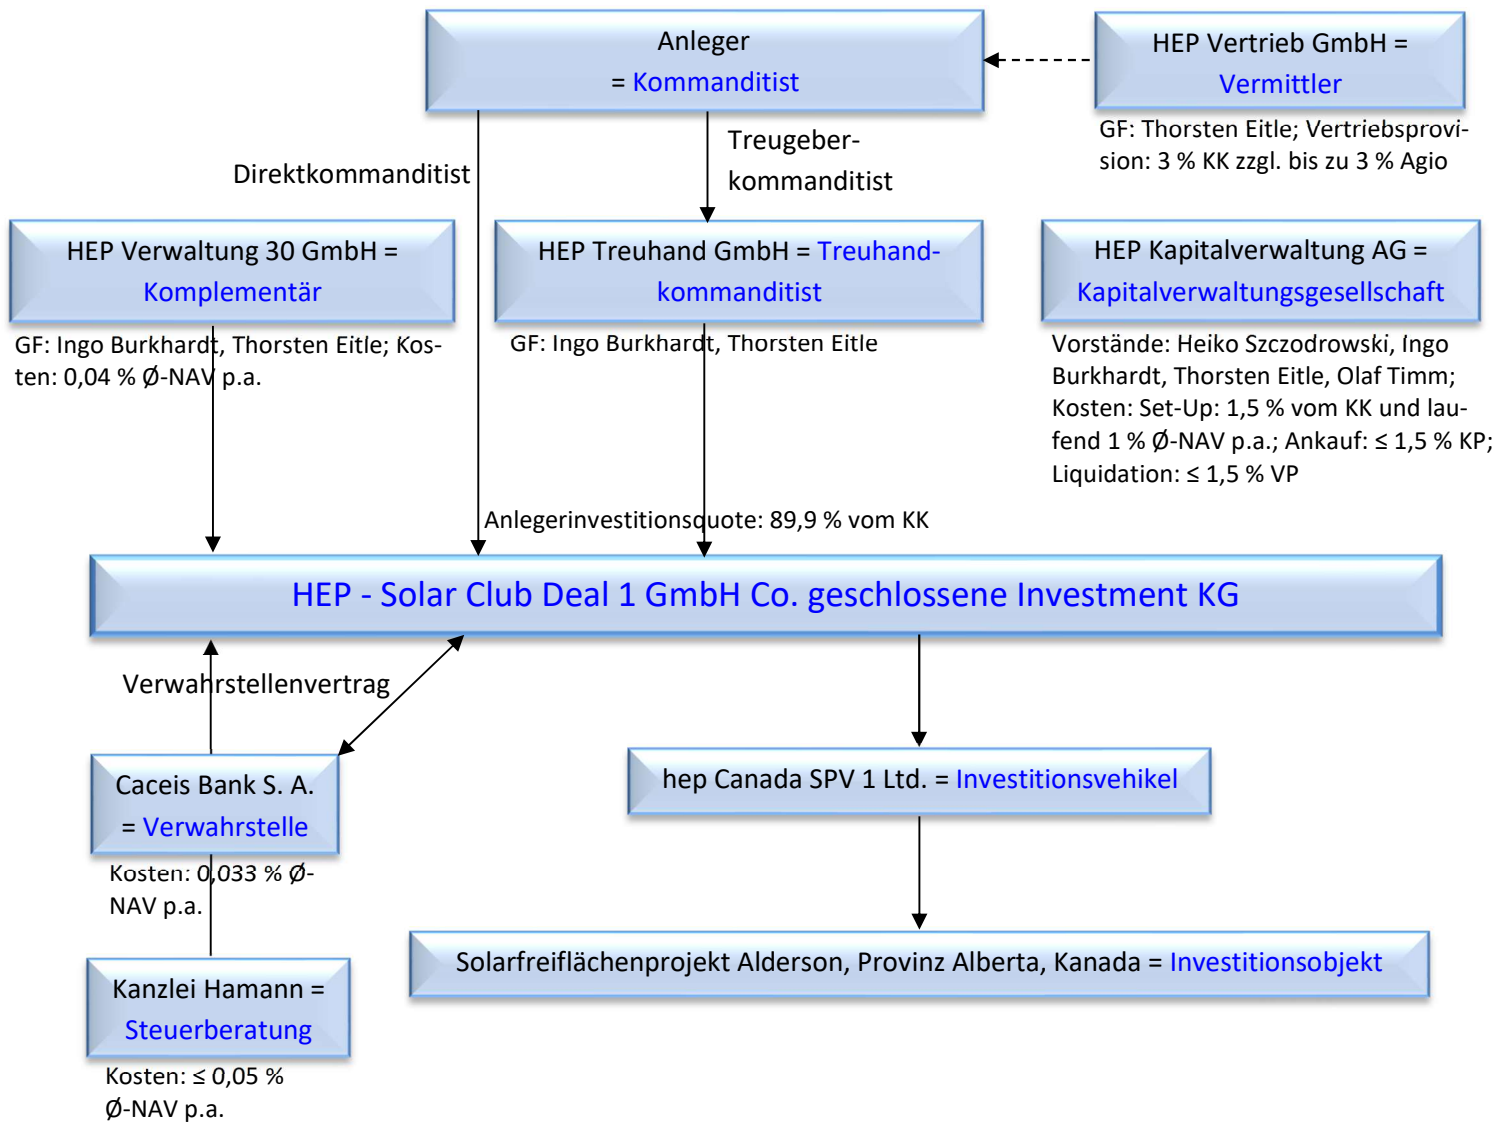 Anleger
= Kommanditist
HEP Vertrieb GmbH =
Vermittler
GF: Thorsten Eitle; Vertriebsprovi-
sion: 3 % KK zzgl. bis zu 3 % Agio
Direktkommanditist
Treugeber-
kommanditist
HEP Verwaltung 30 GmbH =
Komplementär
GF: Ingo Burkhardt, Thorsten Eitle; Kos-
ten: 0,04 % Ø-NAV p.a.
HEP Treuhand GmbH = Treuhand-
kommanditist
GF: Ingo Burkhardt, Thorsten Eitle
HEP Kapitalverwaltung AG =
Kapitalverwaltungsgesellschaft
Vorstände: Heiko Szczodrowski, Ingo
Burkhardt, Thorsten Eitle, Olaf Timm;
Kosten: Set-Up: 1,5 % vom KK und lau-
fend 1 % Ø-NAV p.a.; Ankauf: ≤ 1,5 % KP;
Liquidation: ≤ 1,5 % VP
Anlegerinvestitionsquote: 89,9 % vom KK
HEP - Solar Club Deal 1 GmbH Co. geschlossene Investment KG
Verwahrstellenvertrag
Caceis Bank S. A.
= Verwahrstelle
Kosten: 0,033 % Ø-
NAV p.a.
hep Canada SPV 1 Ltd. = Investitionsvehikel
Solarfreiflächenprojekt Alderson, Provinz Alberta, Kanada = Investitionsobjekt
Kanzlei Hamann =
Steuerberatung
Kosten: ≤ 0,05 %
Ø-NAV p.a.